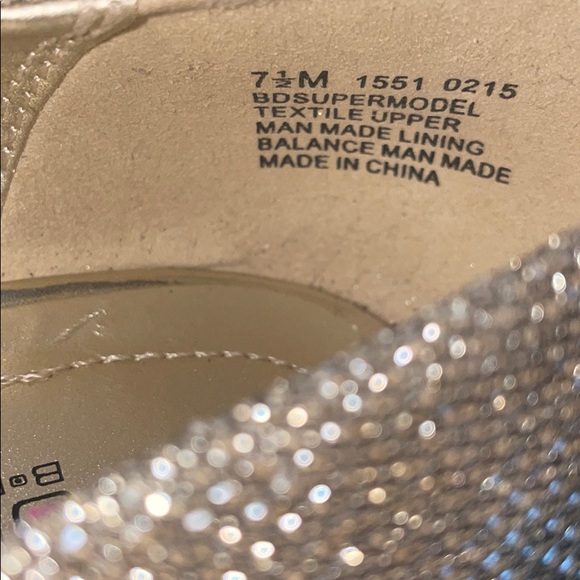 7½M 1551 0215
BDSUPERMODEL
TEXTILE UPPER
MAN MADE LINING
BALANCE MAN MADE
MADE IN CHINA